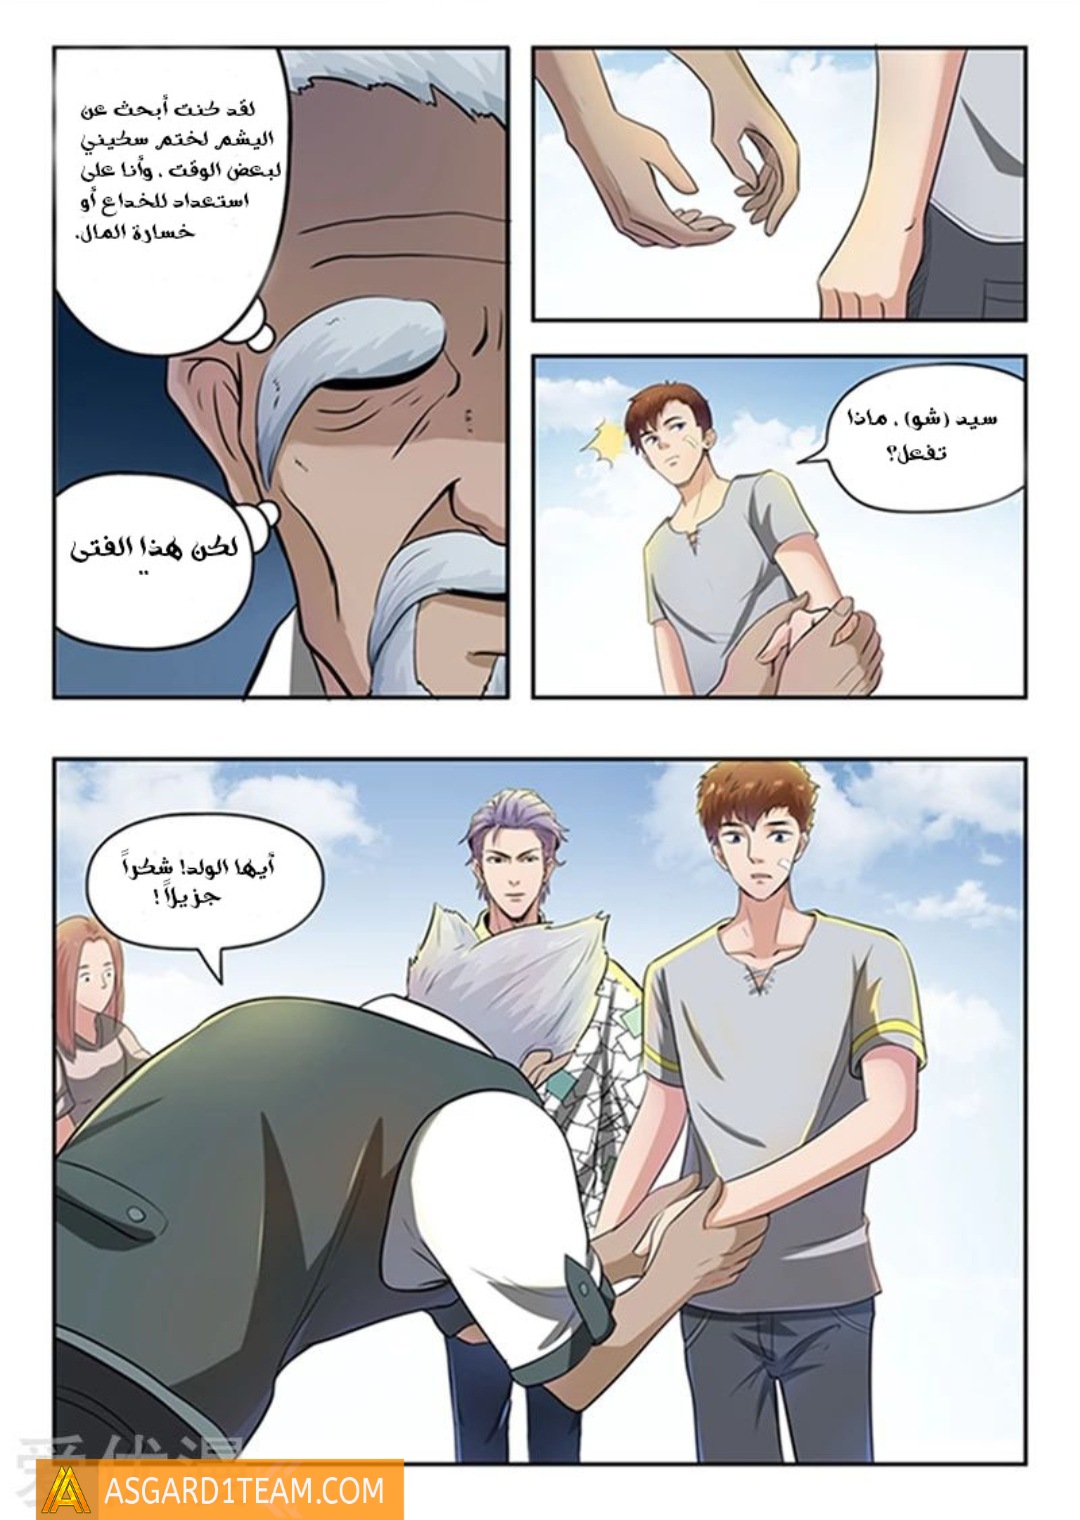 لقد كنت أبحث عن
اليشم لختم سكيني
لبعض الوقت ، وأنا على
استعداد للخداع أو
خسارة المال.
لكن هذا الفتى
..
سيد (شو) ، ماذا
تفعل؟
أيها الولد! شكراً
جزيلاً!
ASGARD1TEAM.COM